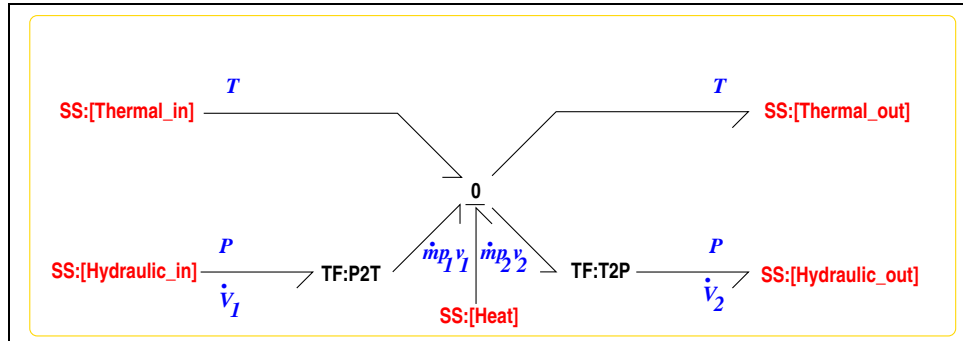 T T
SS:[Thermal_in] SS:[Thermal_out]
0
P ṁp₁v₁ ṁp₂v₂ P
SS:[Hydraulic_in] TF:P2T TF:T2P SS:[Hydraulic_out]
V̇₁ V̇₂
SS:[Heat]